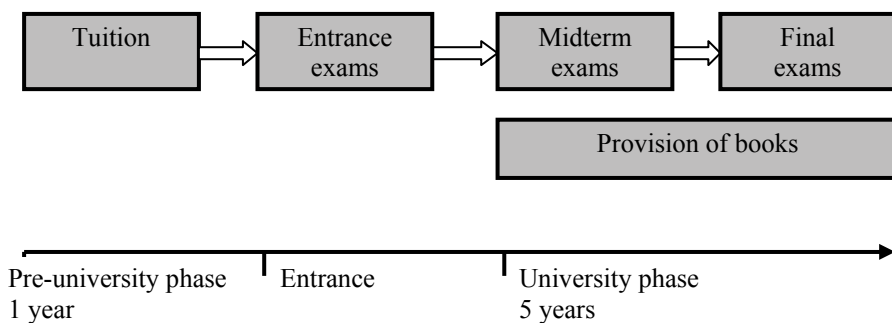 Tuition
Entrance
exams
Midterm
exams
Final
exams
Provision of books
Pre-university phase
1 year
Entrance
University phase
5 years